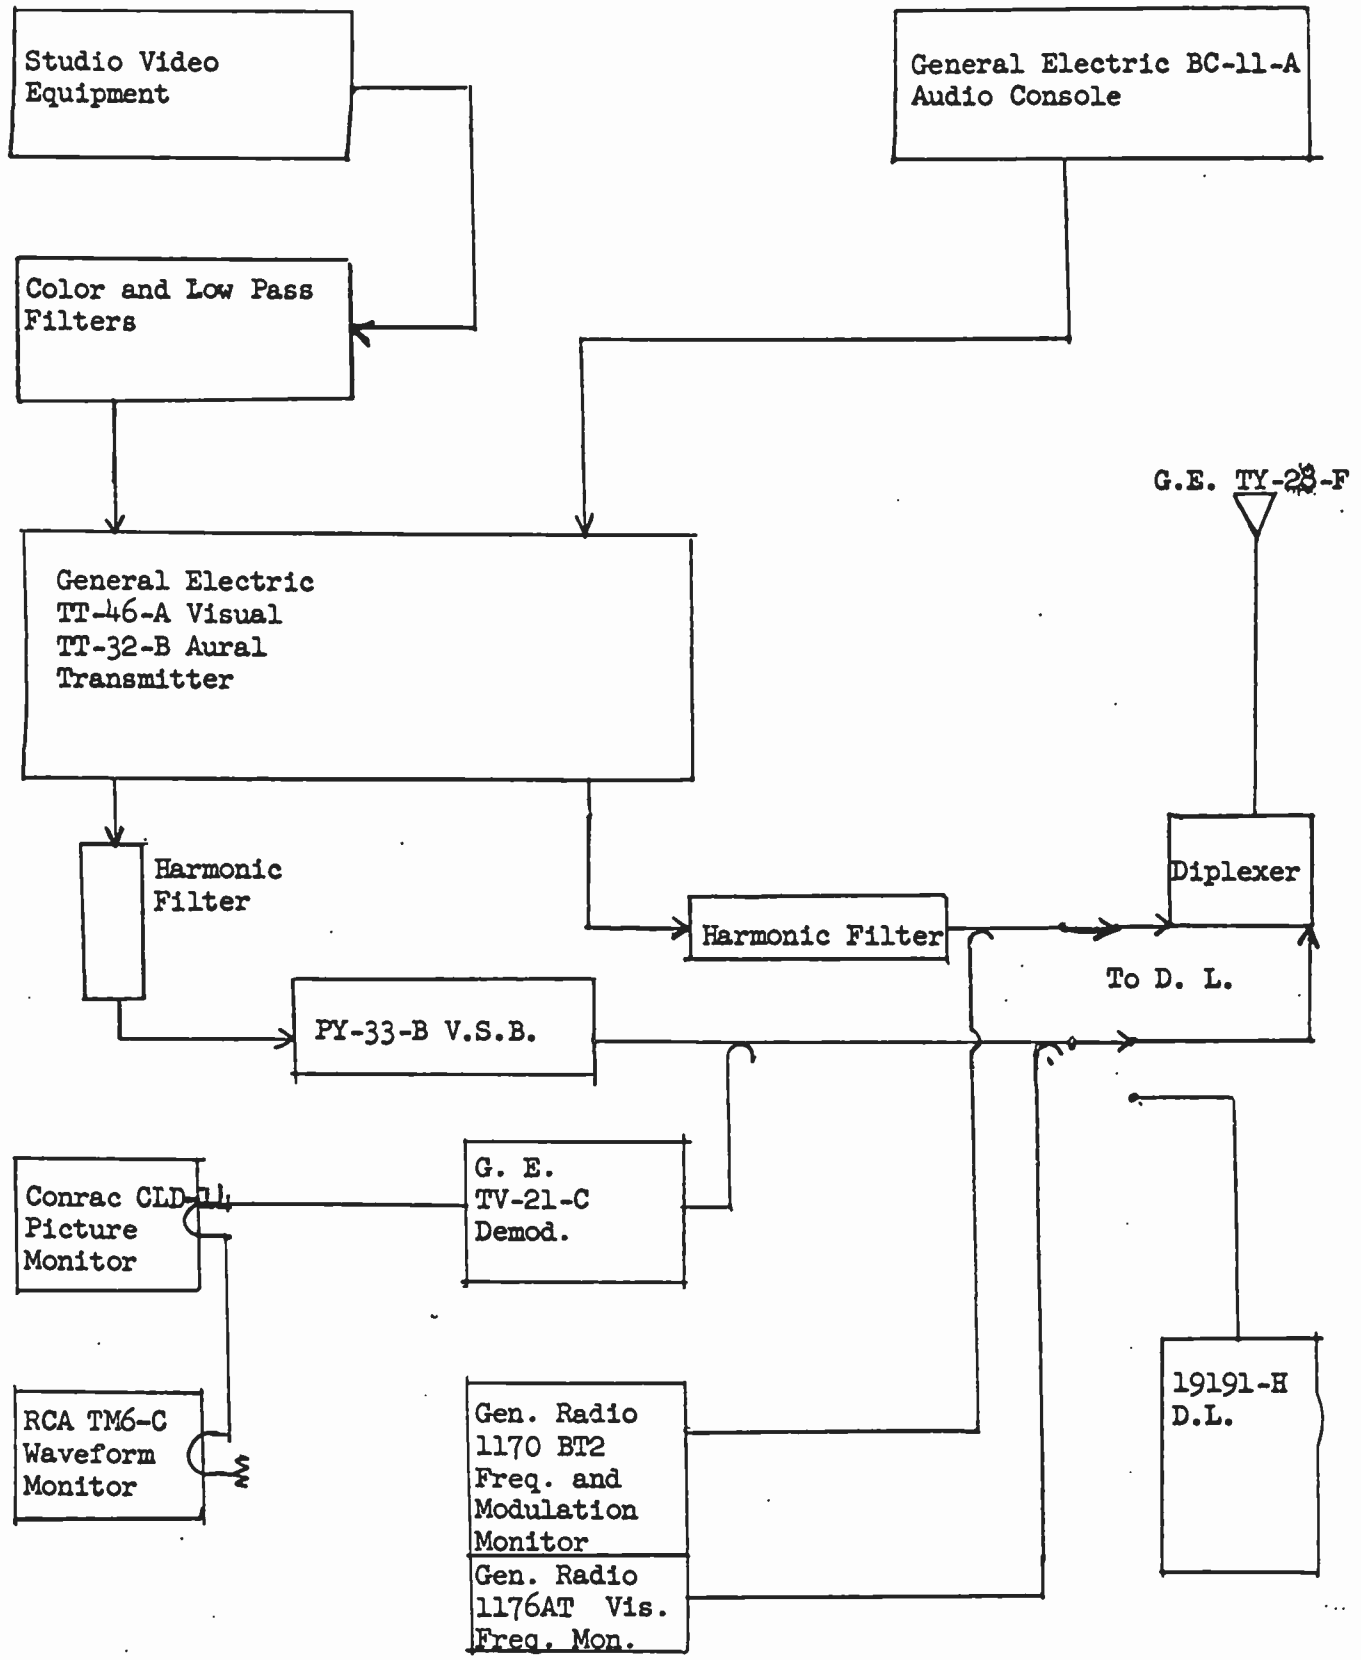 Studio Video
Equipment
General Electric BC-11-A
Audio Console
Color and Low Pass
Filters
G.E. TY-28-F
General Electric
TT-46-A Visual
TT-32-B Aural
Transmitter
Harmonic
Filter
Diplexer
Harmonic Filter
To D. L.
PY-33-B V.S.B.
Conrac CLD-
Picture
Monitor
G. E.
TV-21-C
Demod.
RCA TM6-C
Waveform
Monitor
Gen. Radio
1170 BT2
Freq. and
Modulation
Monitor
Gen. Radio
1176AT Vis.
Freq. Mon.
19191-H
D.L.